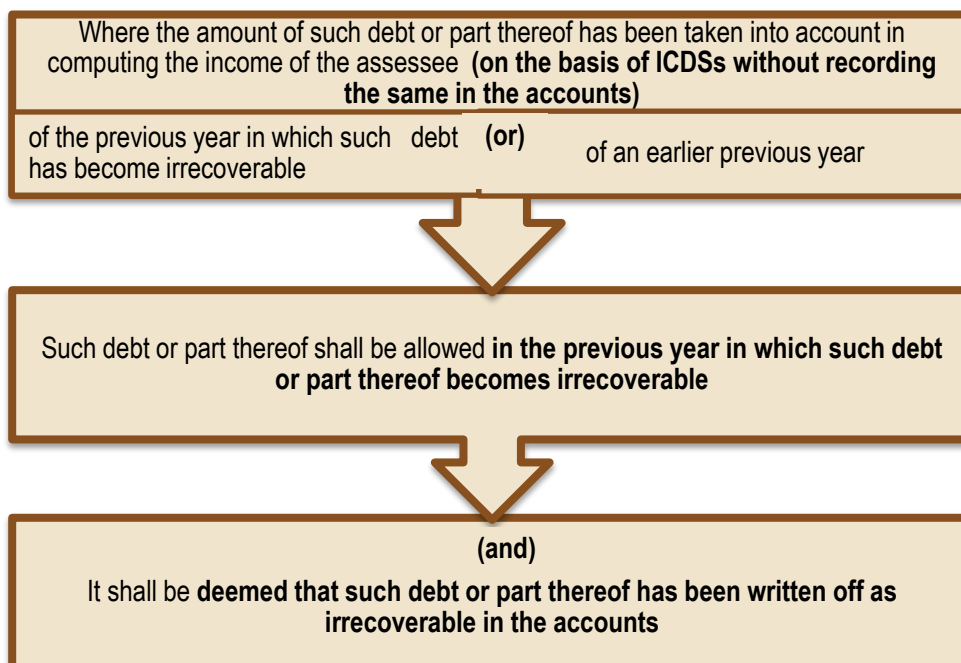 Where the amount of such debt or part thereof has been taken into account in
computing the income of the assessee (on the basis of ICDSs without recording
the same in the accounts)
of the previous year in which such debt
has become irrecoverable
(or)
of an earlier previous year
Such debt or part thereof shall be allowed in the previous year in which such debt
or part thereof becomes irrecoverable
(and)
It shall be deemed that such debt or part thereof has been written off as
irrecoverable in the accounts